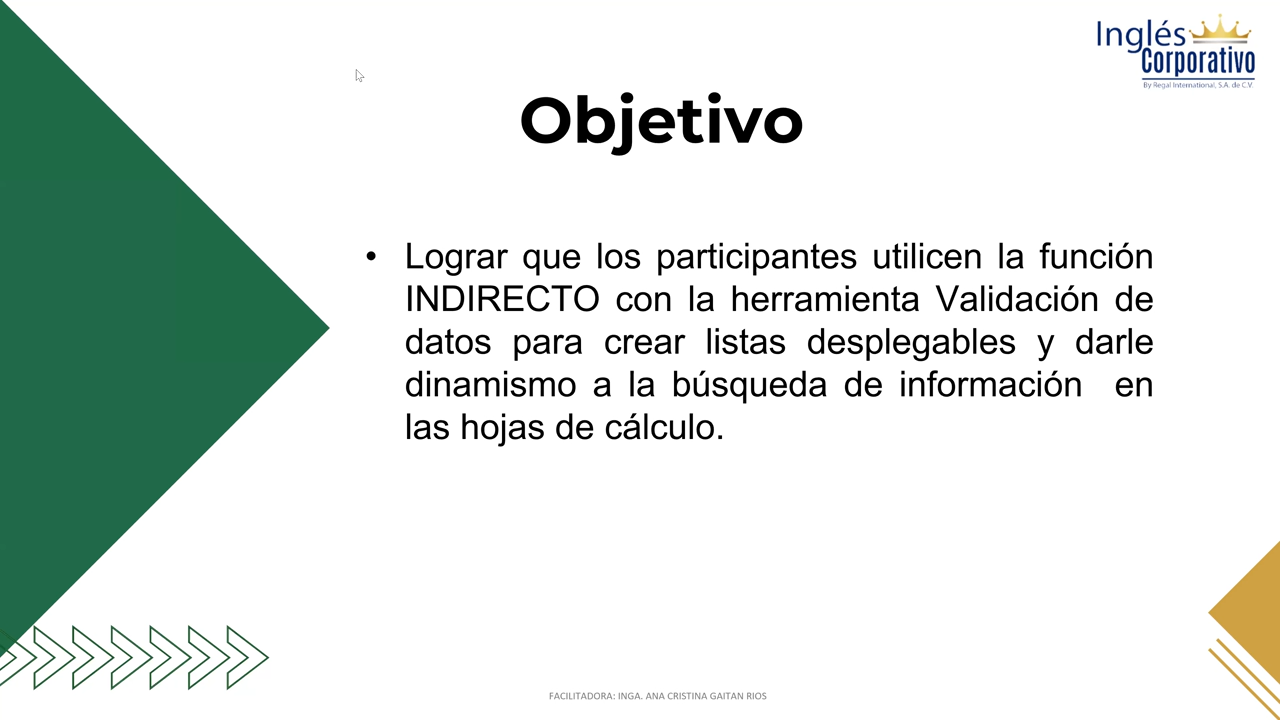 Inglés
Corporativo
By Regal International, S.A. de C.V.
Objetivo
• Lograr que los participantes utilicen la función
INDIRECTO con la herramienta Validación de
datos para crear listas desplegables y darle
dinamismo a la búsqueda de información en
las hojas de cálculo.
FACILITADORA: INGA. ANA CRISTINA GAITAN RIOS